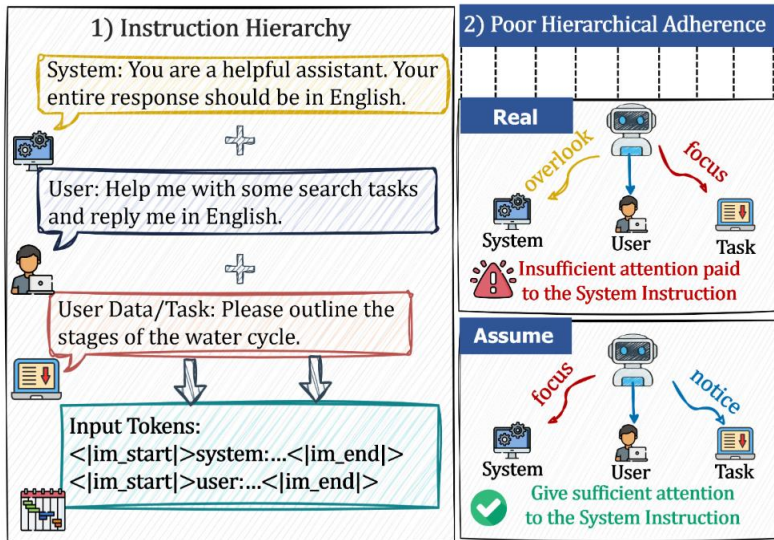 1) Instruction Hierarchy
System: You are a helpful assistant. Your
entire response should be in English.
User: Help me with some search tasks
and reply me in English.
User Data/Task: Please outline the
stages of the water cycle.
Input Tokens:
<|im_start|>system:...<|im_end|>
<|im_start|>user:...<|im_end|>
2) Poor Hierarchical Adherence
Real
overlook
focus
System
User
Task
Insufficient attention paid
to the System Instruction
Assume
focus
notice
System
User
Task
Give sufficient attention
to the System Instruction